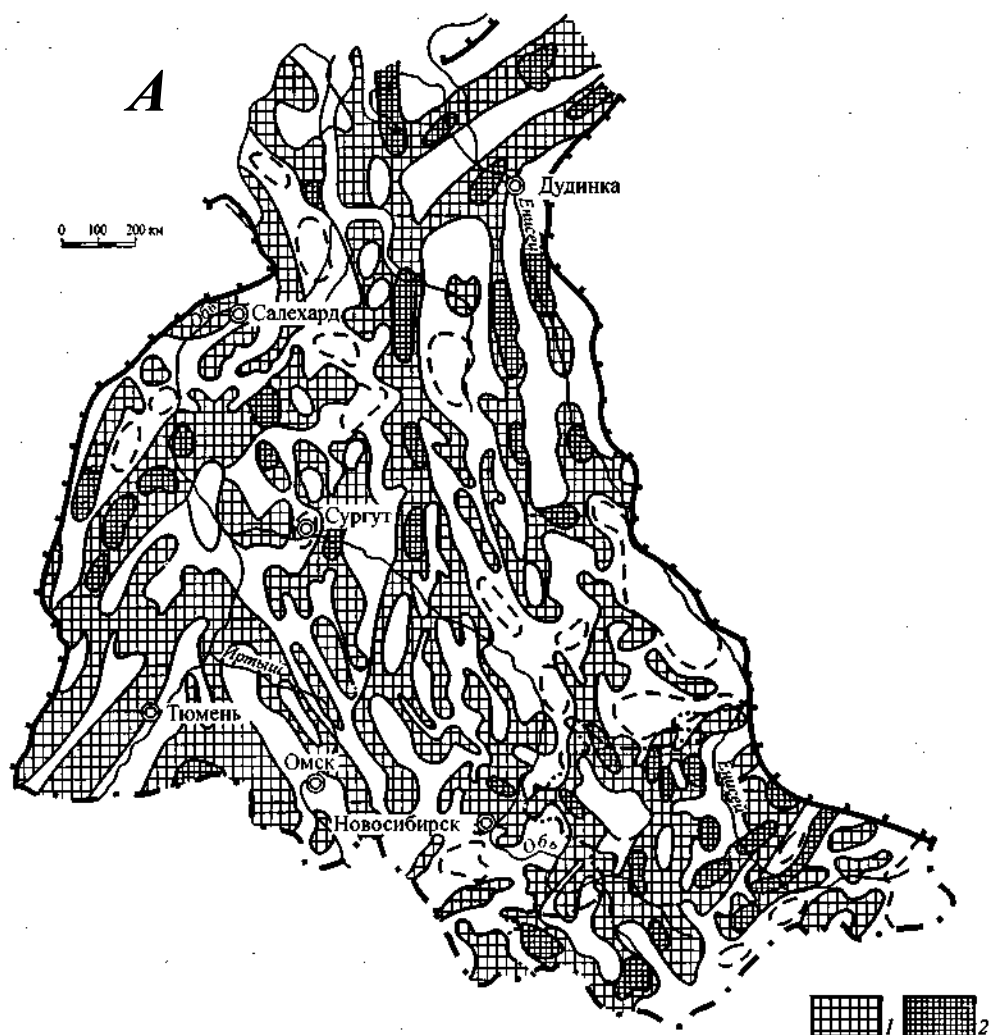 А
Дудинка
Енисей
0 100 200 км
Обь
Салехард
Сургут
Иртыш
Тюмень
Омск
Енисей
Новосибирск
Обь
1 2